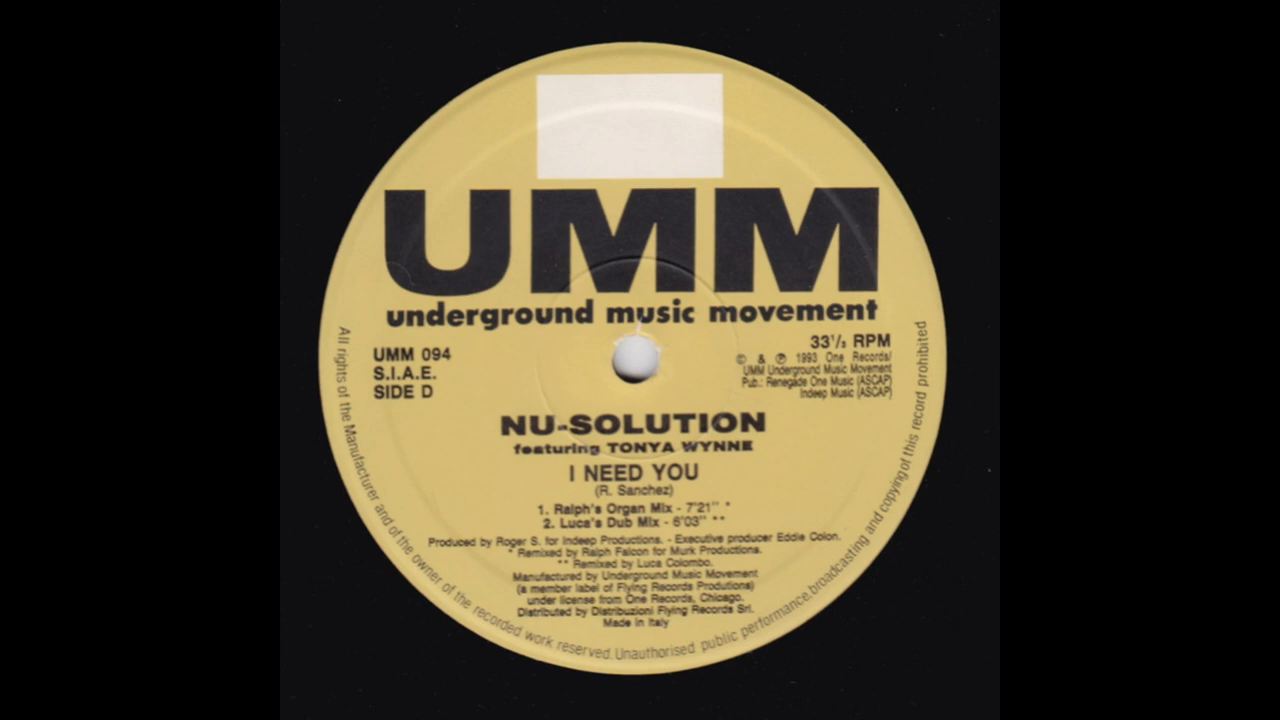 UMM
underground music movement
UMM 094
S.I.A.E.
SIDE D
33⅓ RPM
© & ℗ 1993 One Records/
UMM Underground Music Movement
Pub.: Renegade One Music (ASCAP)
Indeep Music (ASCAP)
NU-SOLUTION
featuring TONYA WYNNE
I NEED YOU
(R. Sanchez)
1. Ralph's Organ Mix - 7'21'' *
2. Luca's Dub Mix - 6'03'' **
Produced by Roger S. for Indeep Productions. - Executive producer Eddie Colon.
* Remixed by Ralph Falcon for Murk Productions.
** Remixed by Luca Colombo.
Manufactured by Underground Music Movement
(a member label of Flying Records Produtions)
under license from One Records, Chicago.
Distributed by Distribuzioni Flying Records Srl.
Made in Italy
All rights of the Manufacturer and of the owner of the recorded work reserved. Unauthorised public performance, broadcasting and copying of this record prohibited